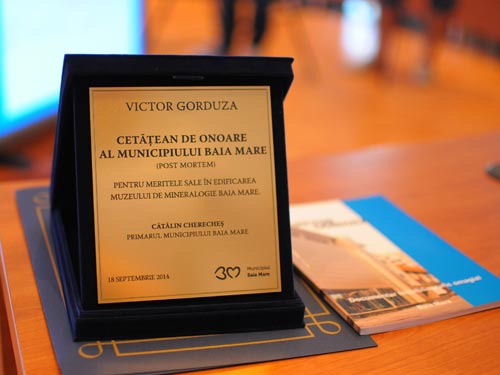 VICTOR GORDUZA
CETĂȚEAN DE ONOARE
AL MUNICIPIULUI BAIA MARE
(POST MORTEM)
PENTRU MERITELE SALE ÎN EDIFICAREA
MUZEULUI DE MINERALOGIE BAIA MARE.
CĂTĂLIN CHERECHEȘ
PRIMARUL MUNICIPIULUI BAIA MARE
18 SEPTEMBRIE 2014
Municipiul
Baia Mare
omagial